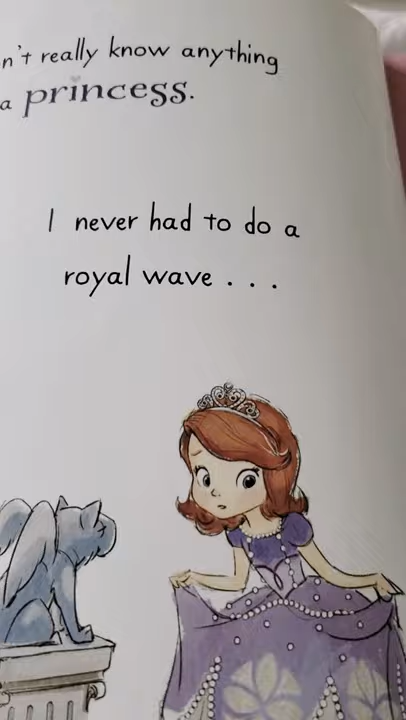 n't really know anything
a princess.
I never had to do a
royal wave . . .